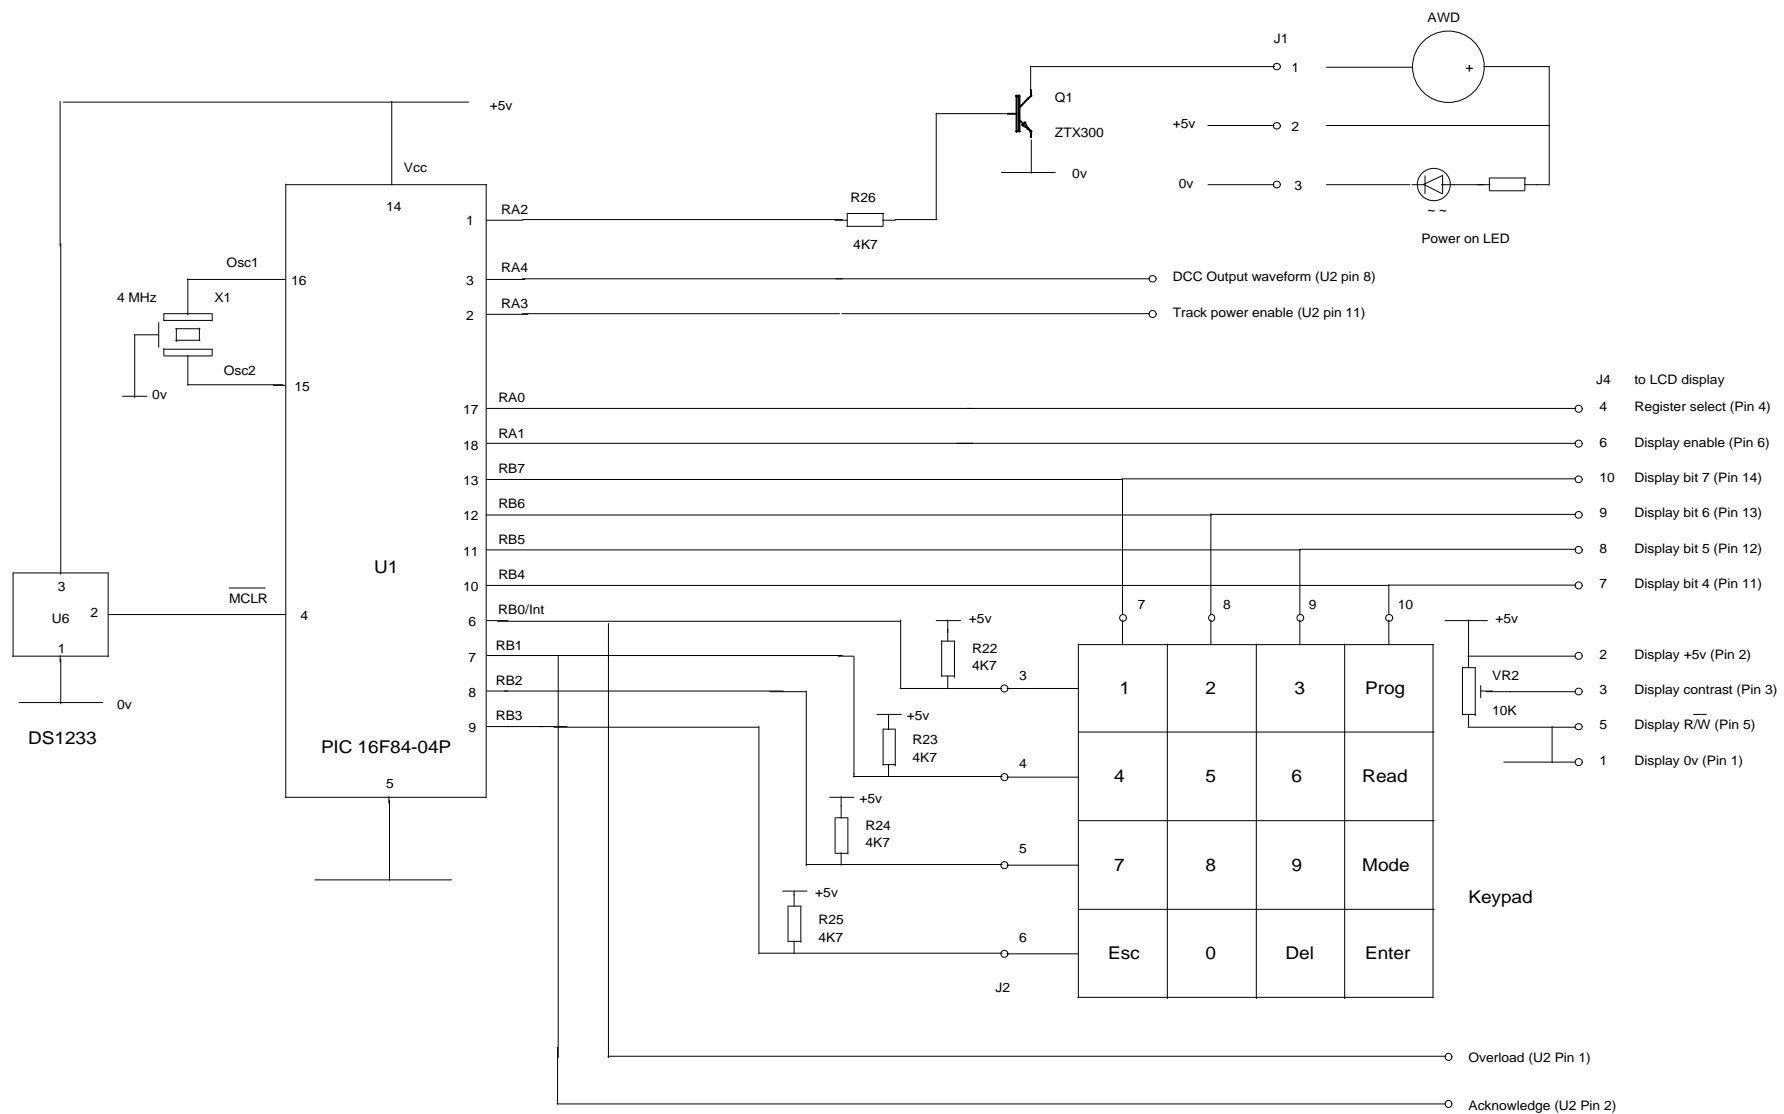 AWD
J1
1
+
+5v
Q1
ZTX300
+5v
2
0v
0v
3
~ ~
Power on LED
Vcc
14
1
RA2
R26
4K7
Osc1
16
3
RA4
DCC Output waveform (U2 pin 8)
4 MHz
X1
2
RA3
Track power enable (U2 pin 11)
Osc2
15
0v
J4 to LCD display
17
RA0
4 Register select (Pin 4)
18
RA1
6 Display enable (Pin 6)
13
RB7
10 Display bit 7 (Pin 14)
12
RB6
9 Display bit 6 (Pin 13)
11
RB5
8 Display bit 5 (Pin 12)
U1
10
RB4
7 Display bit 4 (Pin 11)
3
U6
2
1
MCLR
4
0v
DS1233
6
RB0/Int
7
RB1
8
RB2
9
RB3
PIC 16F84-04P
5
7
8
9
10
+5v
R22
4K7
3
+5v
R23
4K7
4
+5v
R24
4K7
5
+5v
R25
4K7
6
J2
1 2 3 Prog
4 5 6 Read
7 8 9 Mode
Esc 0 Del Enter
Keypad
+5v
VR2
10K
2 Display +5v (Pin 2)
3 Display contrast (Pin 3)
5 Display R/W (Pin 5)
1 Display 0v (Pin 1)
Overload (U2 Pin 1)
Acknowledge (U2 Pin 2)